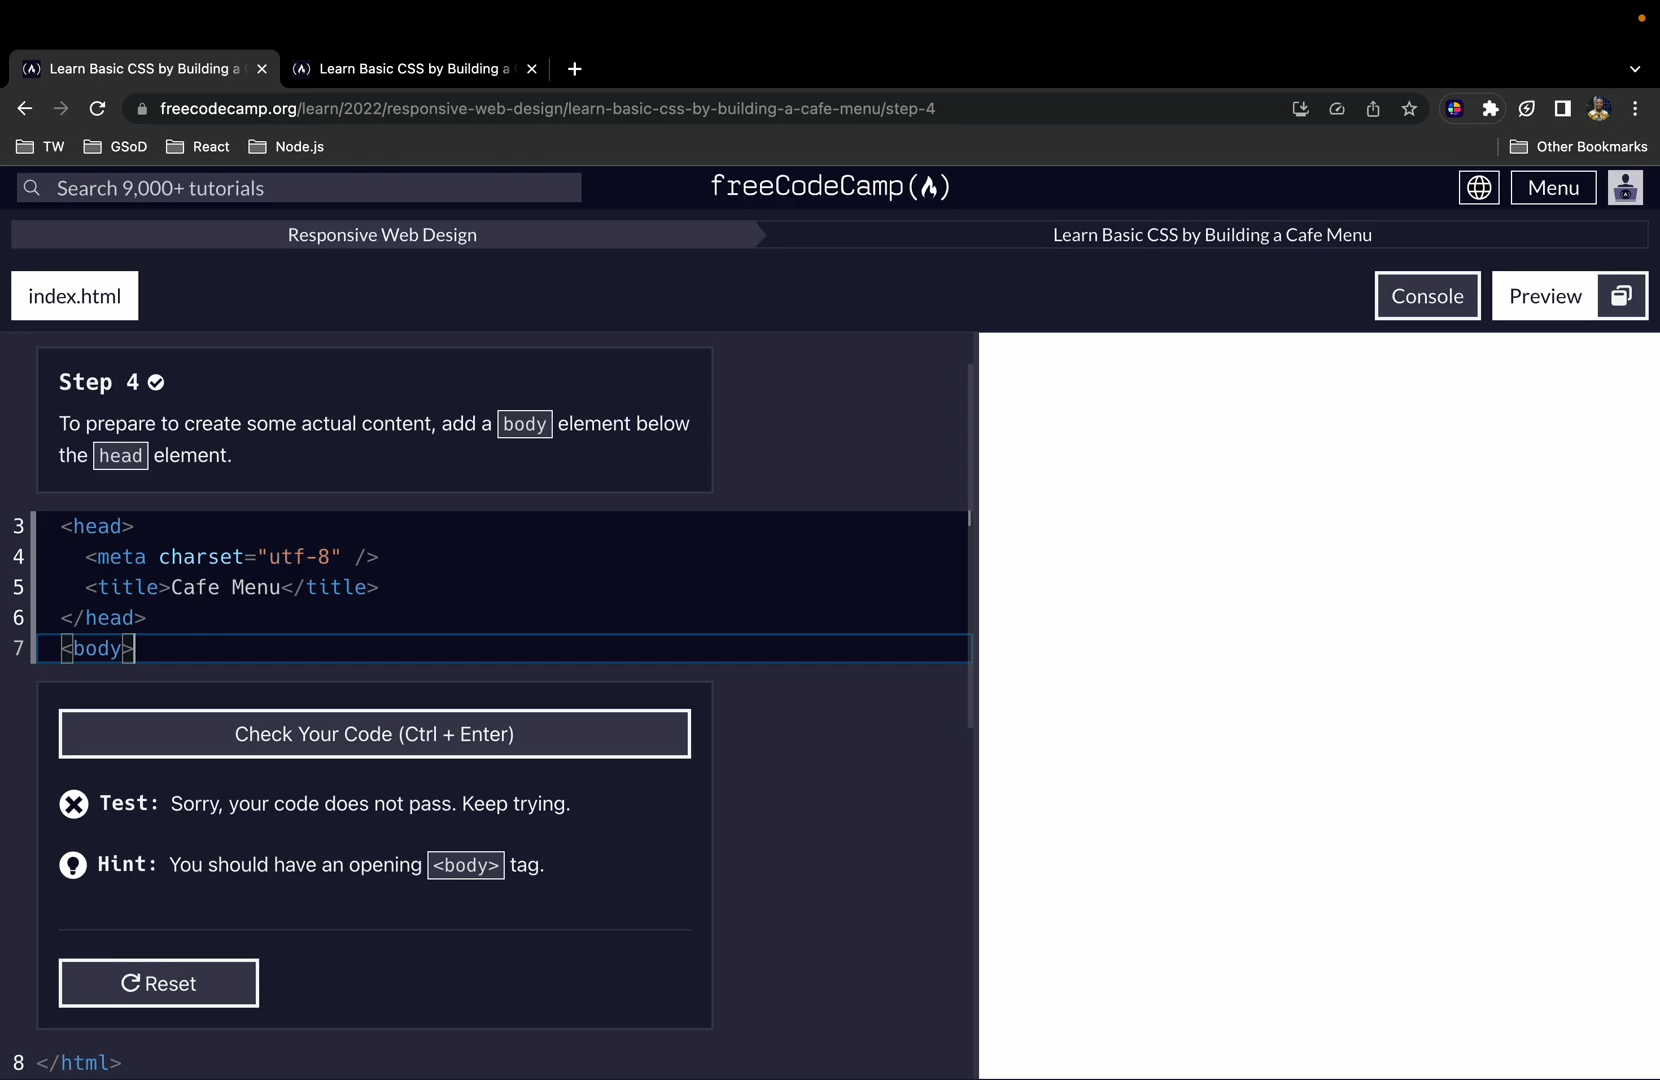 Learn Basic CSS by Building a
Learn Basic CSS by Building a
freecodecamp.org/learn/2022/responsive-web-design/learn-basic-css-by-building-a-cafe-menu/step-4
TW GSoD React Node.js Other Bookmarks
Search 9,000+ tutorials freeCodeCamp Menu
Responsive Web Design Learn Basic CSS by Building a Cafe Menu
index.html Console Preview
Step 4
To prepare to create some actual content, add a body element below
the head element.
3 <head>
4 <meta charset="utf-8" />
5 <title>Cafe Menu</title>
6 </head>
7 <body>
Check Your Code (Ctrl + Enter)
Test: Sorry, your code does not pass. Keep trying.
Hint: You should have an opening <body> tag.
Reset
8 </html>